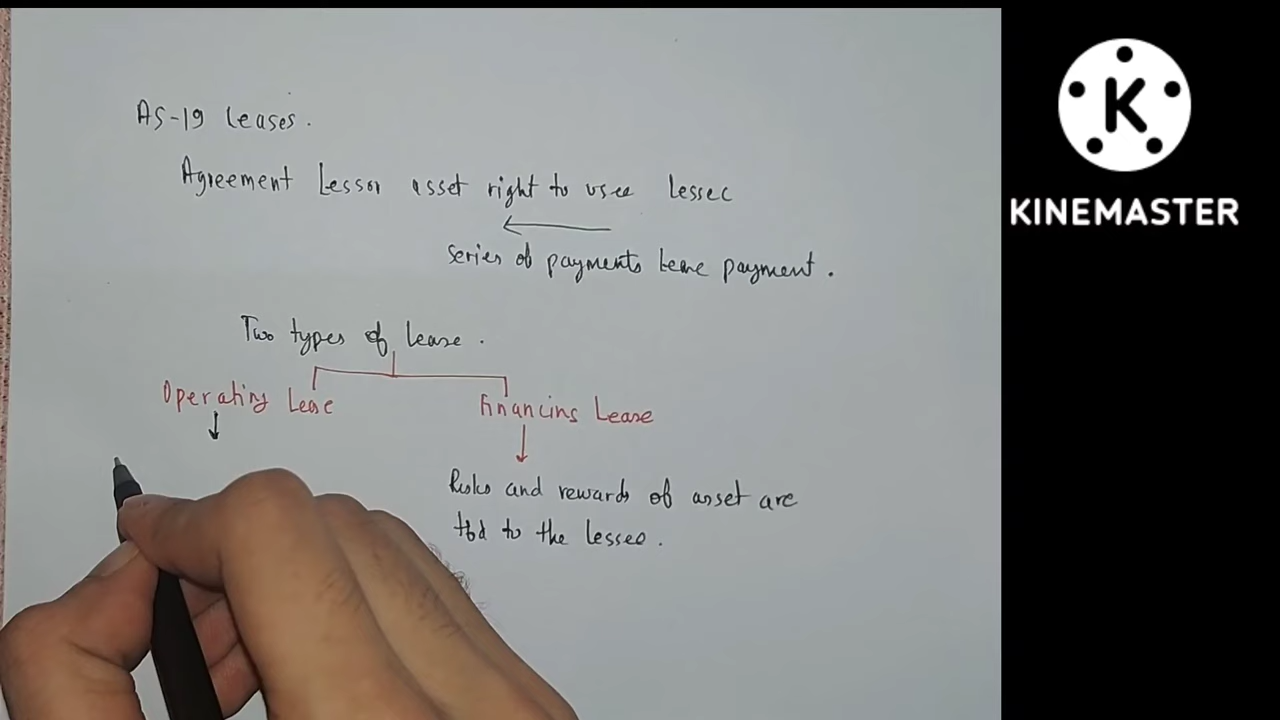 AS-19 Leases.
Agreement Lessor asset right to usee lessee
series of payments lease payment.
Two types of lease.
Operating Lease
Financing Lease
Risks and rewards of asset are
tfd to the lessee.
K
KINEMASTER